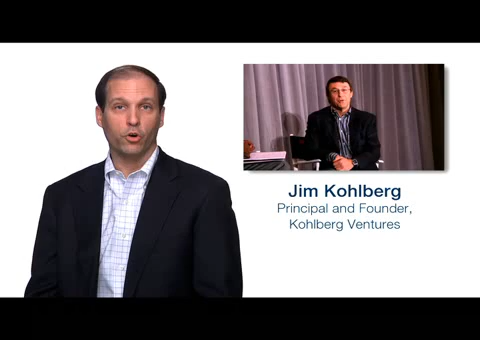 Jim Kohlberg
Principal and Founder,
Kohlberg Ventures